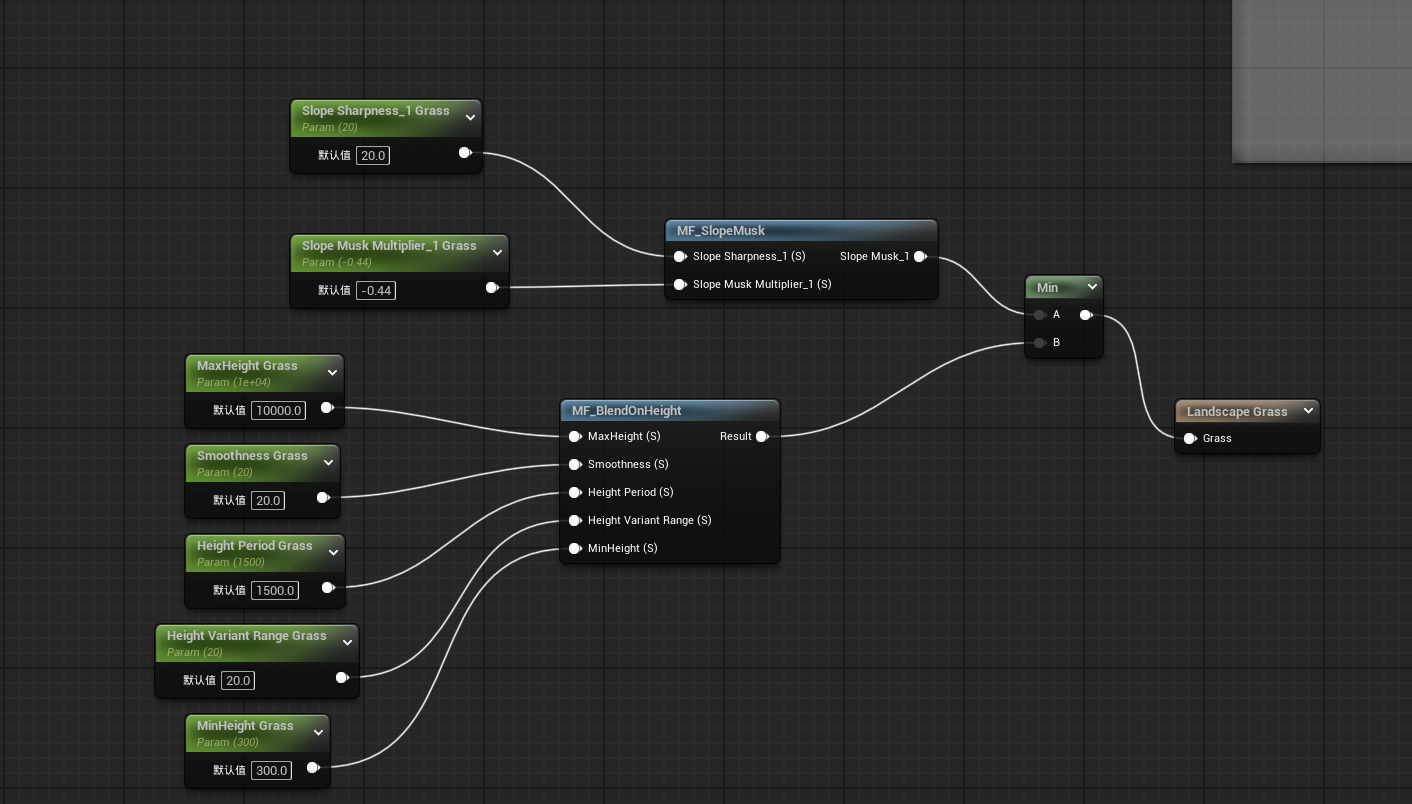 Slope Sharpness_1 Grass
Param (20)
默认值 20.0
Slope Musk Multiplier_1 Grass
Param (-0.44)
默认值 -0.44
MF_SlopeMusk
Slope Sharpness_1 (S) Slope Musk_1
Slope Musk Multiplier_1 (S)
Min
A
B
MaxHeight Grass
Param (1e+04)
默认值 10000.0
Smoothness Grass
Param (20)
默认值 20.0
Height Period Grass
Param (1500)
默认值 1500.0
Height Variant Range Grass
Param (20)
默认值 20.0
MinHeight Grass
Param (300)
默认值 300.0
MF_BlendOnHeight
MaxHeight (S) Result
Smoothness (S)
Height Period (S)
Height Variant Range (S)
MinHeight (S)
Landscape Grass
Grass